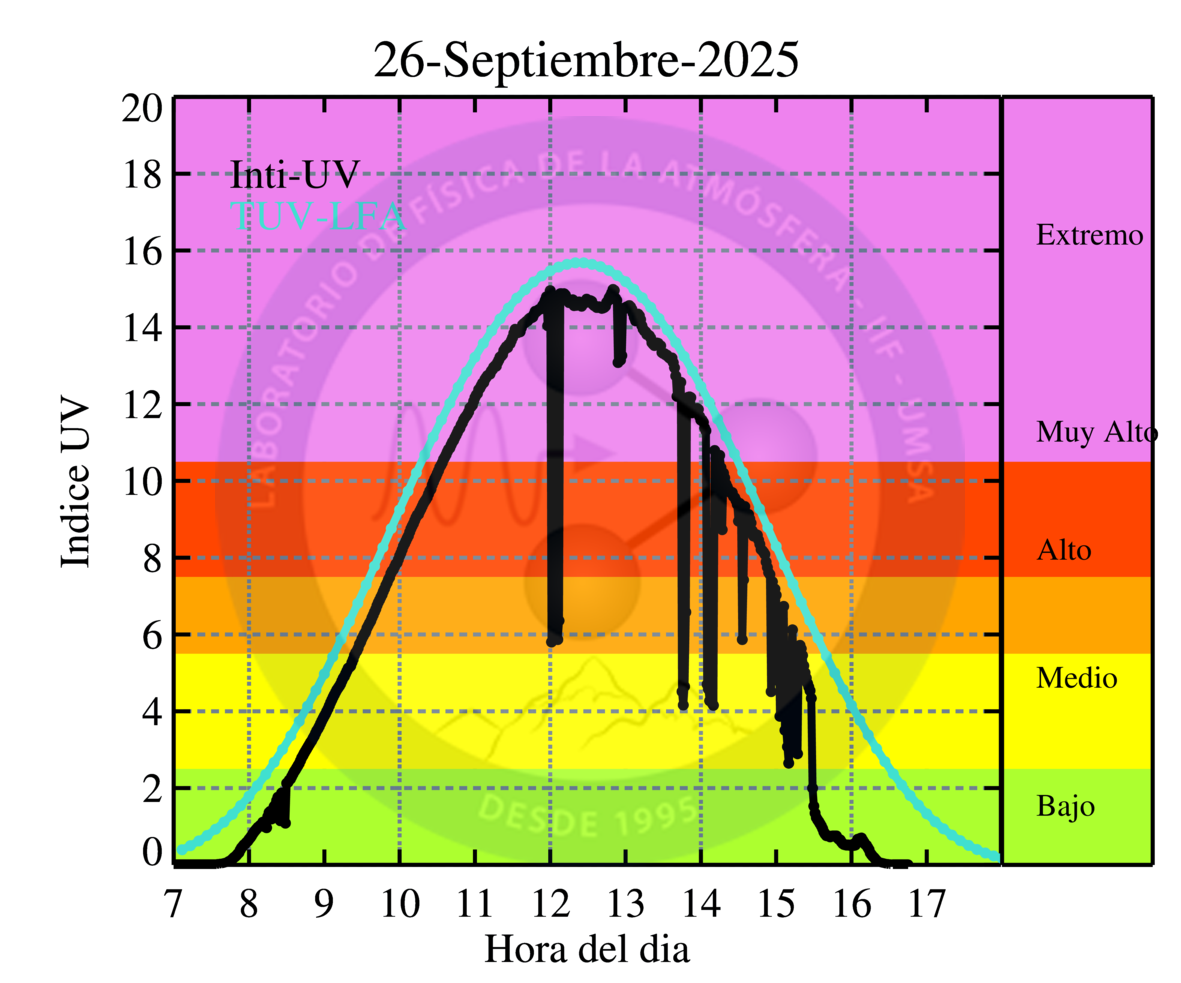 26-Septiembre-2025
Indice UV
20
18
16
14
12
10
8
6
4
2
0
Inti-UV
TUV-LFA
LABORATORIO DE FÍSICA DE LA ATMÓSFERA - IIF - UMSA
DESDE 1995
Extremo
Muy Alto
Alto
Medio
Bajo
7 8 9 10 11 12 13 14 15 16 17
Hora del dia